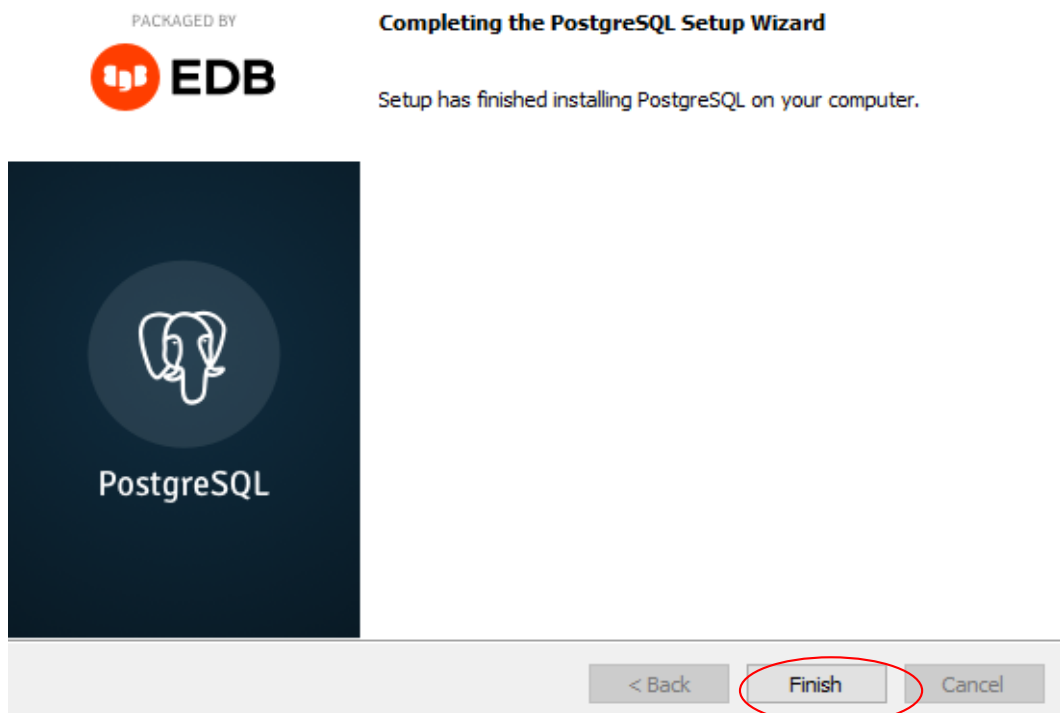 PACKAGED BY
EDB
Completing the PostgreSQL Setup Wizard
Setup has finished installing PostgreSQL on your computer.
PostgreSQL
< Back
Finish
Cancel